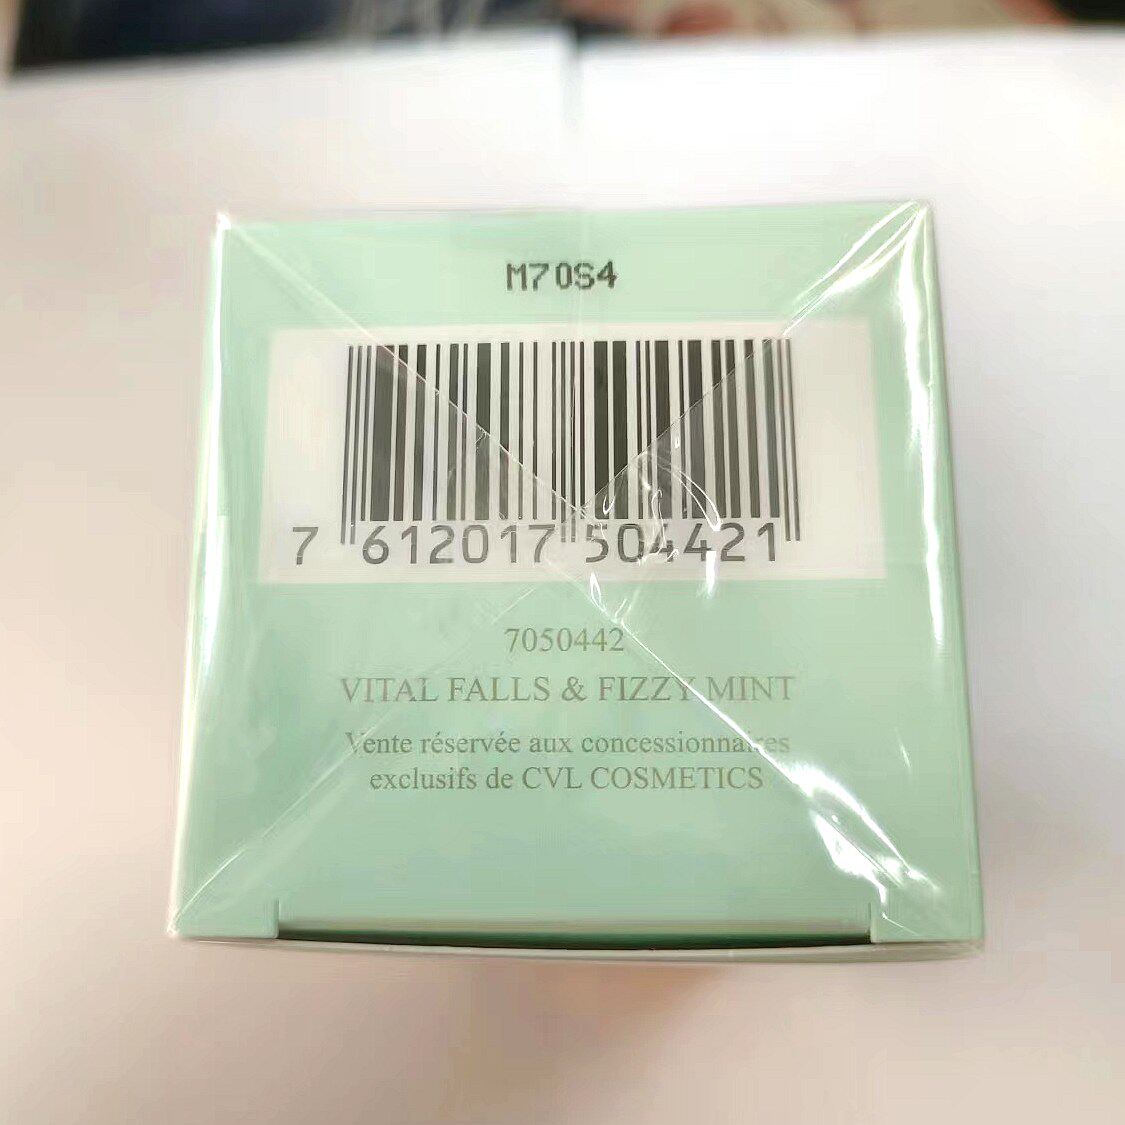 M70S4
7 612017 504421
7050442
VITAL FALLS & FIZZY MINT
Vente réservée aux concessionnaires
exclusifs de CVL COSMETICS